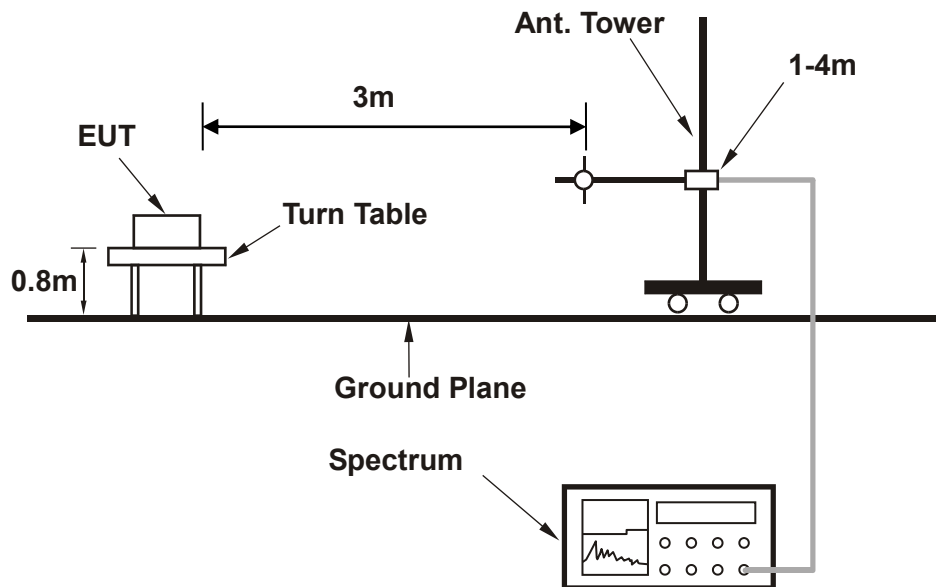 Ant. Tower
1-4m
3m
EUT
Turn Table
0.8m
Ground Plane
Spectrum